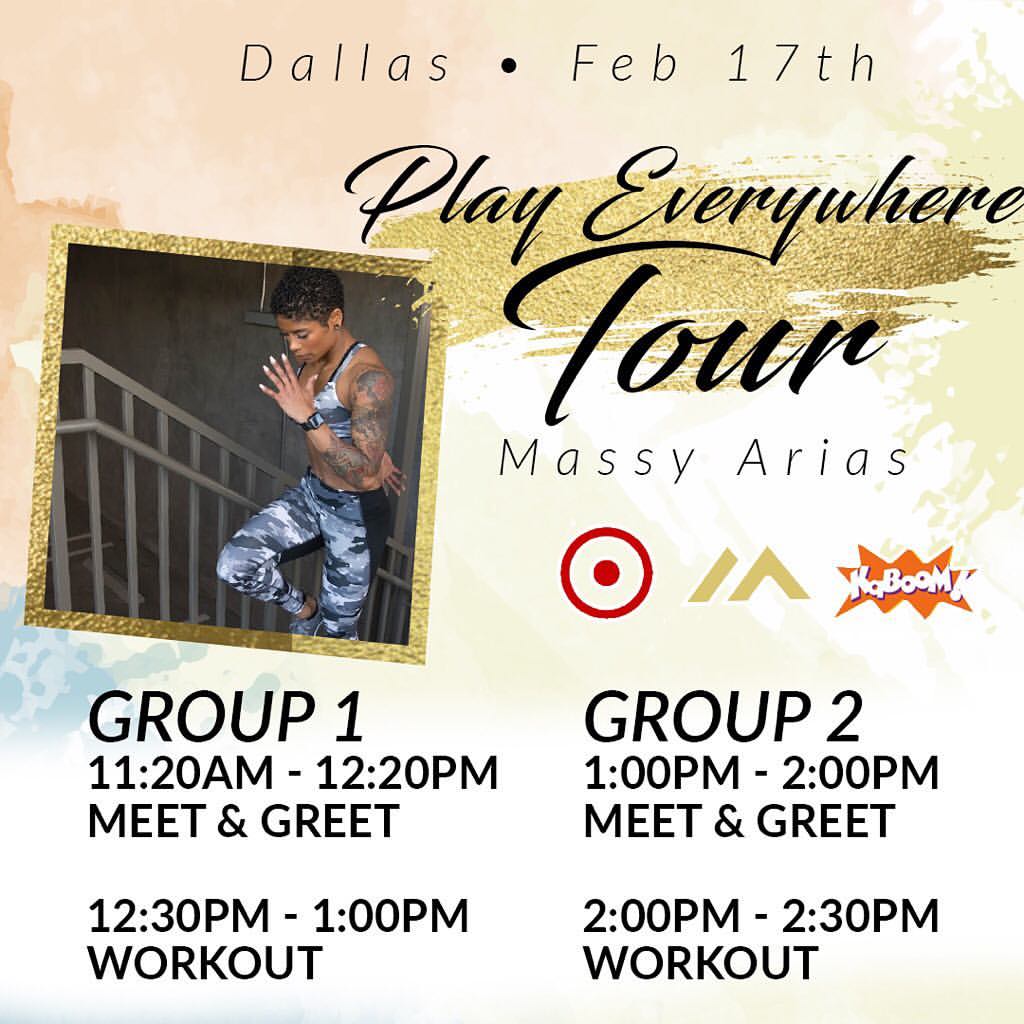 Dallas • Feb 17th
Play Everywhere
Tour
Massy Arias
KaBOOM!
GROUP 1
11:20AM - 12:20PM
MEET & GREET
12:30PM - 1:00PM
WORKOUT
GROUP 2
1:00PM - 2:00PM
MEET & GREET
2:00PM - 2:30PM
WORKOUT